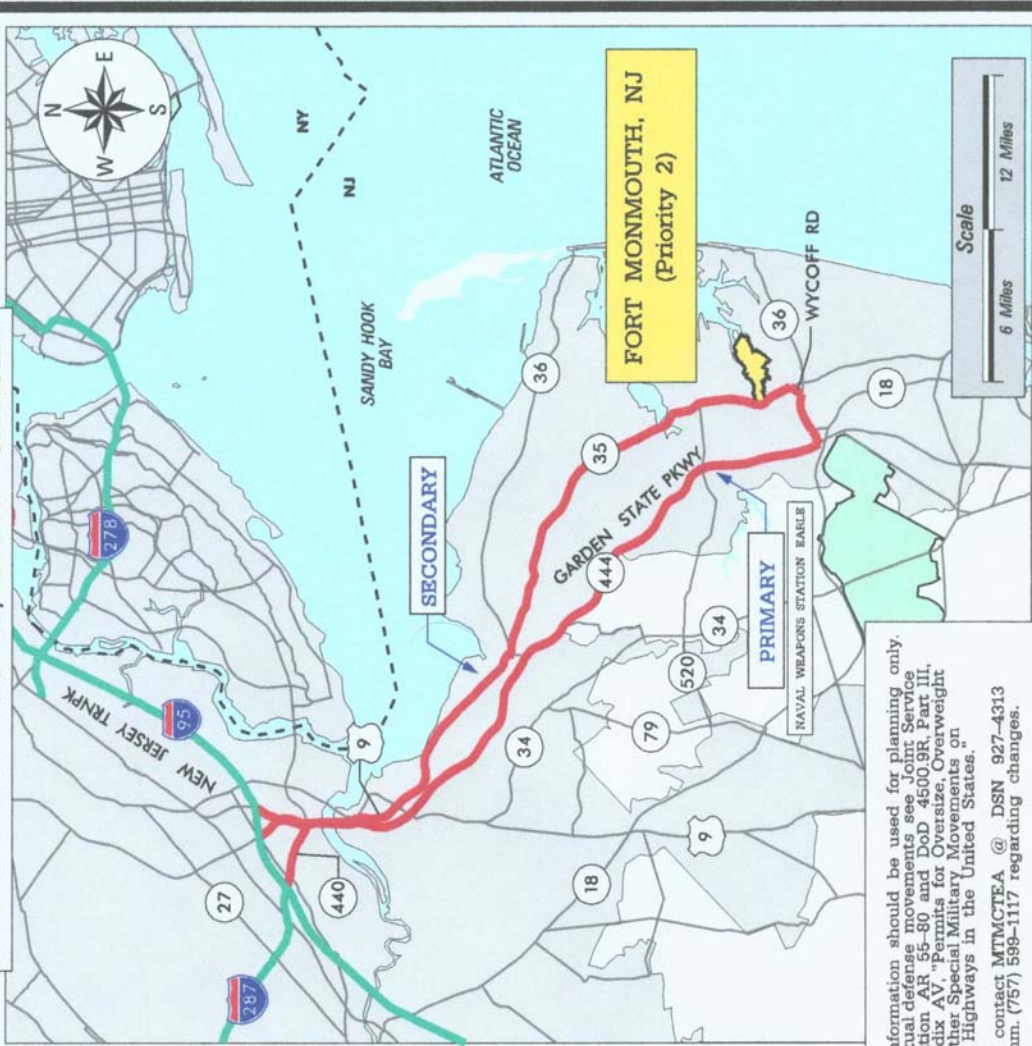 N
W
E
S
NY
NJ
ATLANTIC
OCEAN
SANDY HOOK
BAY
278
95
NEW JERSEY TRNPK
27
287
440
9
SECONDARY
36
35
FORT MONMOUTH, NJ
(Priority 2)
GARDEN STATE PKWY
444
36
WYCOFF RD
18
PRIMARY
NAVAL WEAPONS STATION EARLE
34
520
34
79
9
18
Scale
6 Miles
12 Miles
formation should be used for planning only.
ual defense movements see Joint Service
tion AR 55-80 and DoD 4500.9R, Part III,
dix AV, "Permits for Oversize, Overweight
ther Special Military Movements on
Highways in the United States."
contact MTMCTEA @ DSN 927-4313
mm. (757) 599-1117 regarding changes.